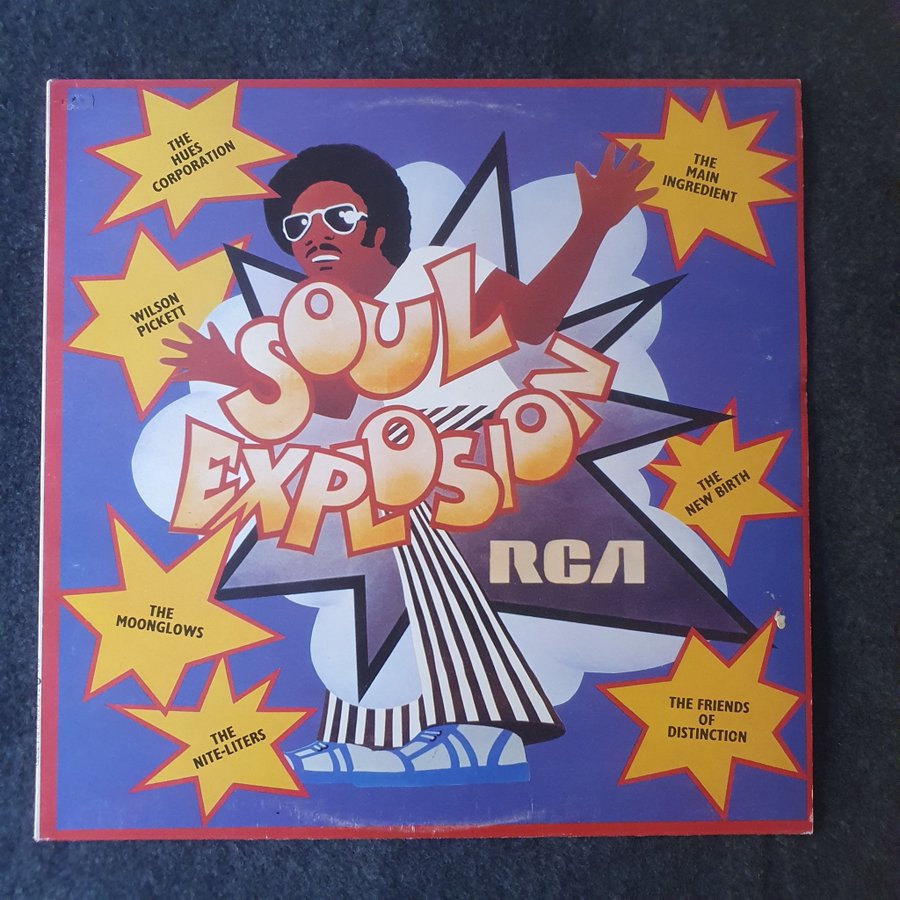 THE
HUES
CORPORATION
THE
MAIN
INGREDIENT
WILSON
PICKETT
SOUL
EXPLOSION
THE
NEW BIRTH
RCA
THE
MOONGLOWS
THE
NITE-LITERS
THE FRIENDS
OF
DISTINCTION